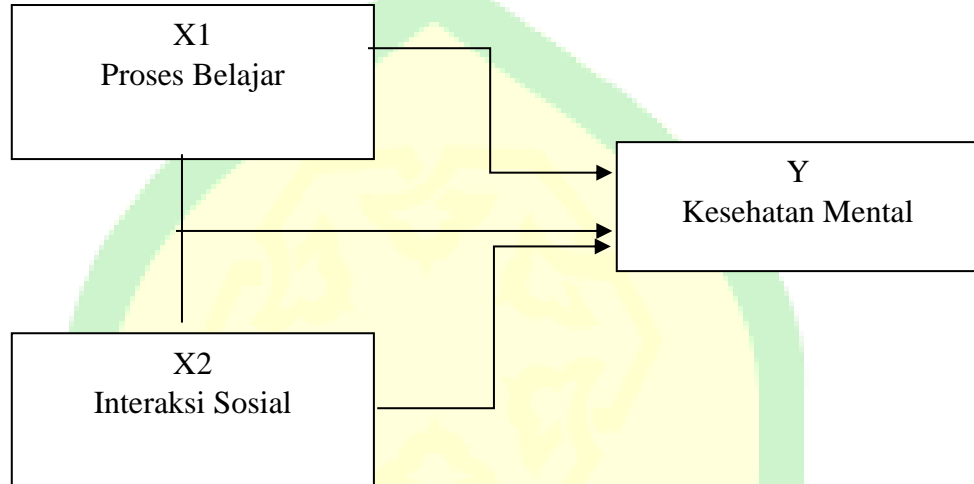 X1
Proses Belajar
Y
Kesehatan Mental
X2
Interaksi Sosial